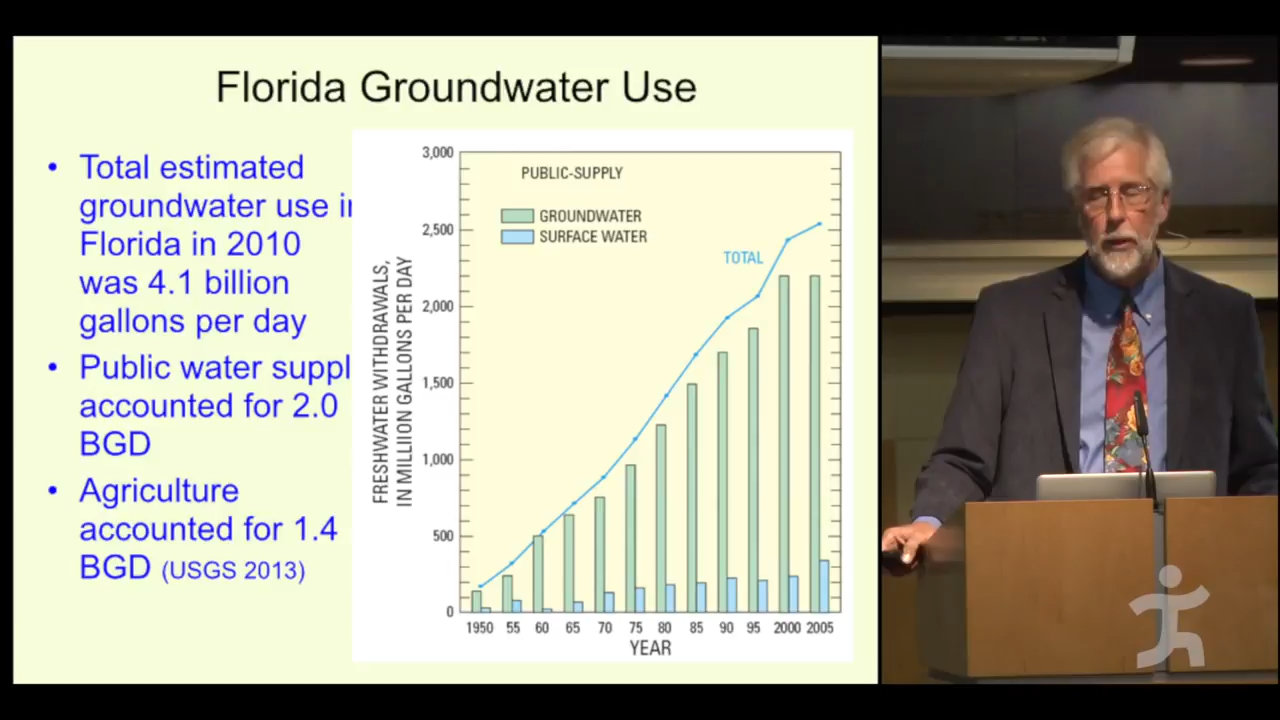 Florida Groundwater Use
• Total estimated
groundwater use in
Florida in 2010
was 4.1 billion
gallons per day
• Public water suppl
accounted for 2.0
BGD
• Agriculture
accounted for 1.4
BGD (USGS 2013)
PUBLIC-SUPPLY
GROUNDWATER
SURFACE WATER
TOTAL
FRESHWATER WITHDRAWALS,
IN MILLIION GALLONS PER DAY
3,000
2,500
2,000
1,500
1,000
500
0
1950 55 60 65 70 75 80 85 90 95 2000 2005
YEAR